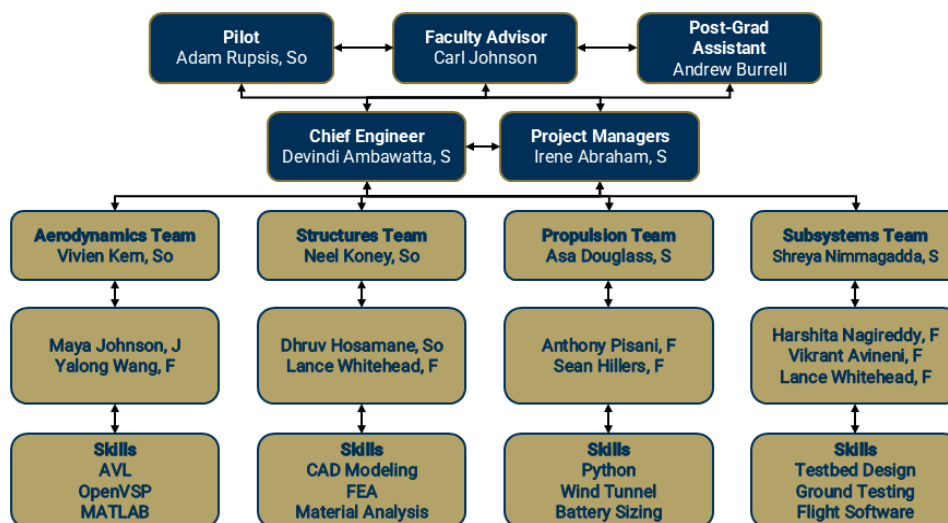 Pilot
Adam Rupsis, So
Faculty Advisor
Carl Johnson
Post-Grad
Assistant
Andrew Burrell
Chief Engineer
Devindi Ambawatta, S
Project Managers
Irene Abraham, S
Aerodynamics Team
Vivien Kern, So
Structures Team
Neel Koney, So
Propulsion Team
Asa Douglass, S
Subsystems Team
Shreya Nimmagadda, S
Maya Johnson, J
Yalong Wang, F
Dhruv Hosamane, So
Lance Whitehead, F
Anthony Pisani, F
Sean Hillers, F
Harshita Nagireddy, F
Vikrant Avineni, F
Lance Whitehead, F
Skills
AVL
OpenVSP
MATLAB
Skills
CAD Modeling
FEA
Material Analysis
Skills
Python
Wind Tunnel
Battery Sizing
Skills
Testbed Design
Ground Testing
Flight Software